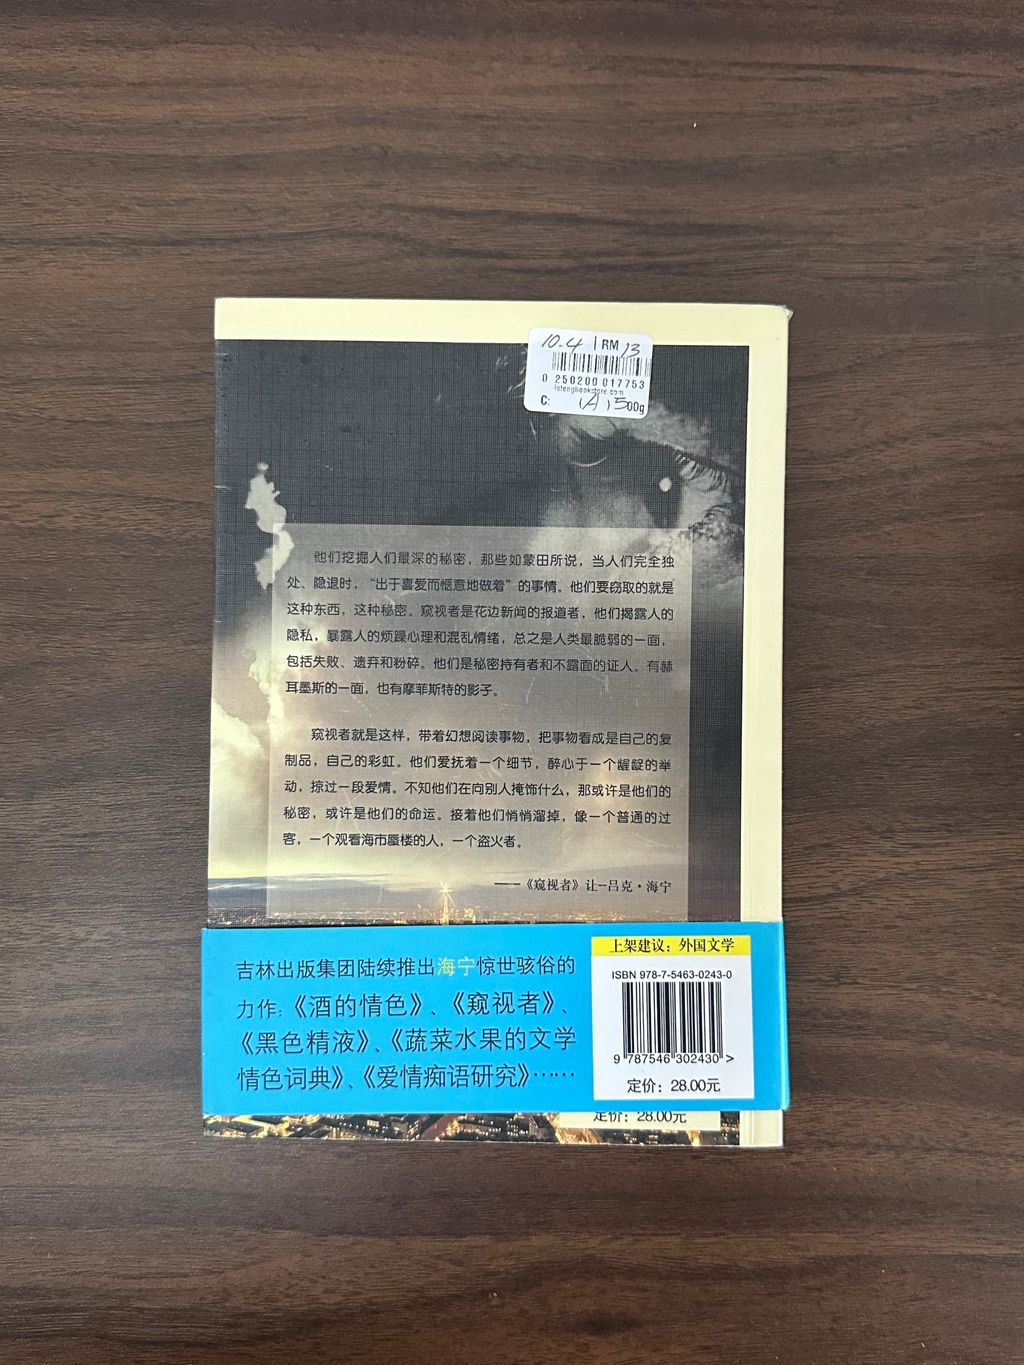 10-4 RM 13
0 250200 017753
C: (A) 500g
他们挖掘人们最深的秘密，那些如蒙田所说，当人们完全独
处、隐退时，“出于喜爱而惬意地做着”的事情。他们要窃取的就是
这种东西，这种秘密。窥视者是花边新闻的报道者，他们揭露人的
隐私，暴露人的烦躁心理和混乱情绪，总之是人类最脆弱的一面，
包括失败、遗弃和粉碎。他们是秘密持有者和不露面的证人。有赫
耳墨斯的一面，也有摩菲斯特的影子。
窥视者就是这样，带着幻想阅读事物，把事物看成是自己的复
制品，自己的彩虹。他们爱抚着一个细节，醉心于一个龌龊的举
动，掠过一段爱情。不知他们在向别人掩饰什么，那或许是他们的
秘密，或许是他们的命运。接着他们悄悄溜掉，像一个普通的过
客，一个观看海市蜃楼的人，一个盗火者。
——《窥视者》让-吕克·海宁
吉林出版集团陆续推出海宁惊世骇俗的
力作：《酒的情色》、《窥视者》、
《黑色精液》、《蔬菜水果的文学
情色词典》、《爱情痴语研究》……
上架建议：外国文学
ISBN 978-7-5463-0243-0
9 787546 302430 >
定价：28.00元
定价：28.00元